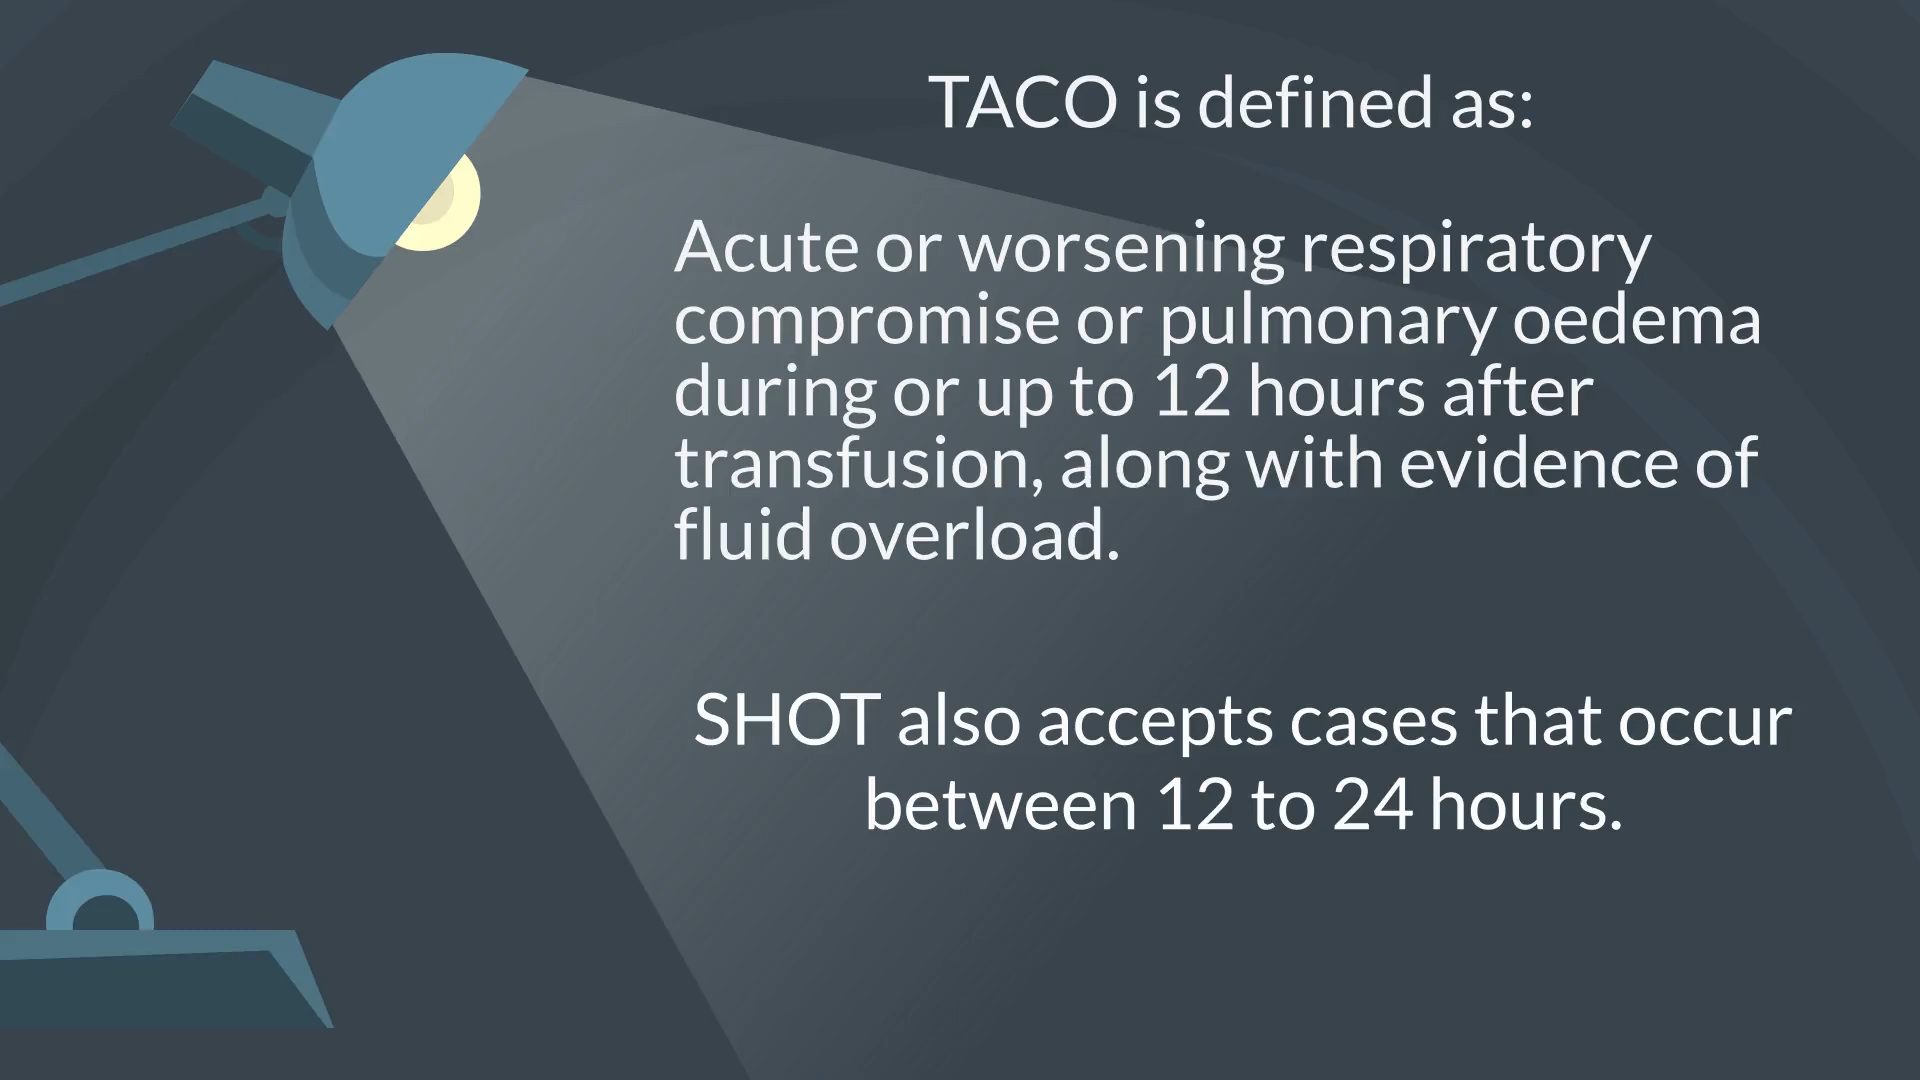 TACO is defined as:
Acute or worsening respiratory
compromise or pulmonary oedema
during or up to 12 hours after
transfusion, along with evidence of
fluid overload.
SHOT also accepts cases that occur
between 12 to 24 hours.